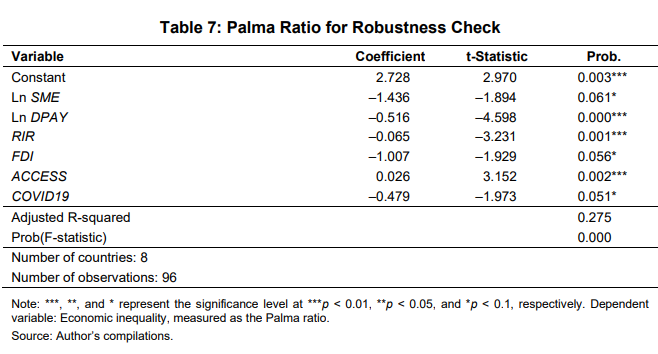 Table 7: Palma Ratio for Robustness Check
Variable Coefficient t-Statistic Prob.
Constant 2.728 2.970 0.003***
Ln SME –1.436 –1.894 0.061*
Ln DPAY –0.516 –4.598 0.000***
RIR –0.065 –3.231 0.001***
FDI –1.007 –1.929 0.056*
ACCESS 0.026 3.152 0.002***
COVID19 –0.479 –1.973 0.051*
Adjusted R-squared 0.275
Prob(F-statistic) 0.000
Number of countries: 8
Number of observations: 96
Note: ***, **, and * represent the significance level at ***p < 0.01, **p < 0.05, and *p < 0.1, respectively. Dependent
variable: Economic inequality, measured as the Palma ratio.
Source: Author’s compilations.